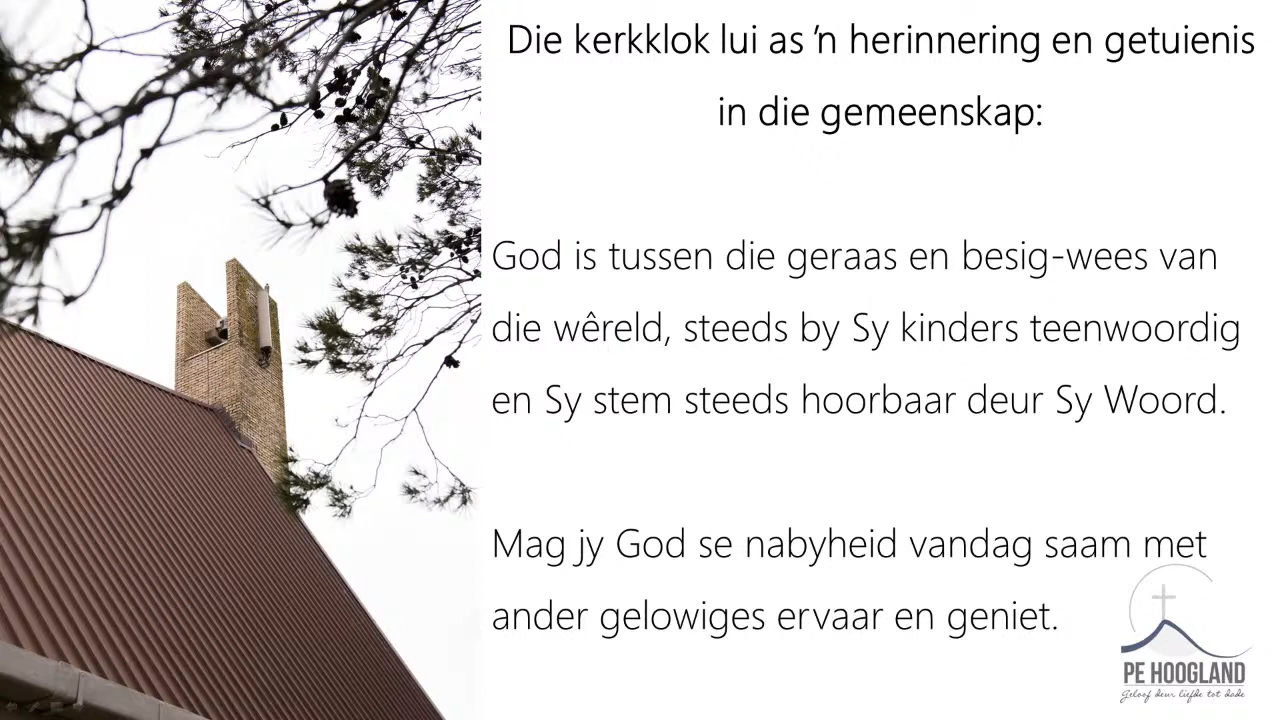 Die kerkklok lui as 'n herinnering en getuienis
in die gemeenskap:
God is tussen die geraas en besig-wees van
die wêreld, steeds by Sy kinders teenwoordig
en Sy stem steeds hoorbaar deur Sy Woord.
Mag jy God se nabyheid vandag saam met
ander gelowiges ervaar en geniet.
PE HOOGLAND
Geloof deur liefde tot dade